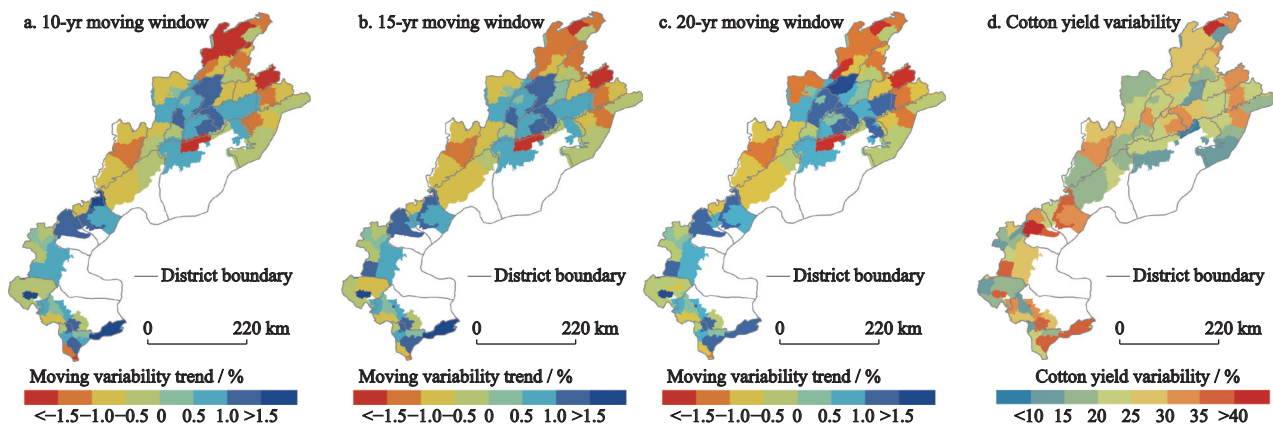 a. 10-yr moving window
b. 15-yr moving window
c. 20-yr moving window
d. Cotton yield variability
District boundary
District boundary
District boundary
District boundary
0 220 km
0 220 km
0 220 km
0 220 km
Moving variability trend / %
Moving variability trend / %
Moving variability trend / %
Cotton yield variability / %
<−1.5−1.0−0.5 0 0.5 1.0 >1.5
<−1.5−1.0−0.5 0 0.5 1.0 >1.5
<−1.5−1.0−0.5 0 0.5 1.0 >1.5
<10 15 20 25 30 35 >40